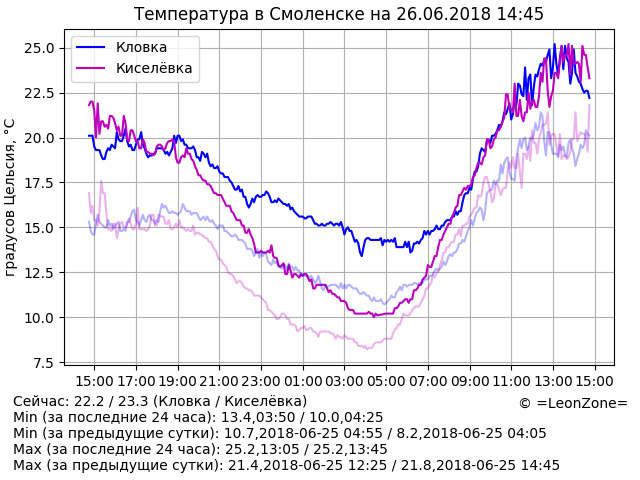 Температура в Смоленске на 26.06.2018 14:45
Кловка
Киселёвка
градусов Цельсия, °C
25.0
22.5
20.0
17.5
15.0
12.5
10.0
7.5
15:00 17:00 19:00 21:00 23:00 01:00 03:00 05:00 07:00 09:00 11:00 13:00 15:00
Сейчас: 22.2 / 23.3 (Кловка / Киселёвка)
© =LeonZone=
Min (за последние 24 часа): 13.4,03:50 / 10.0,04:25
Min (за предыдущие сутки): 10.7,2018-06-25 04:55 / 8.2,2018-06-25 04:05
Max (за последние 24 часа): 25.2,13:05 / 25.2,13:45
Max (за предыдущие сутки): 21.4,2018-06-25 12:25 / 21.8,2018-06-25 14:45